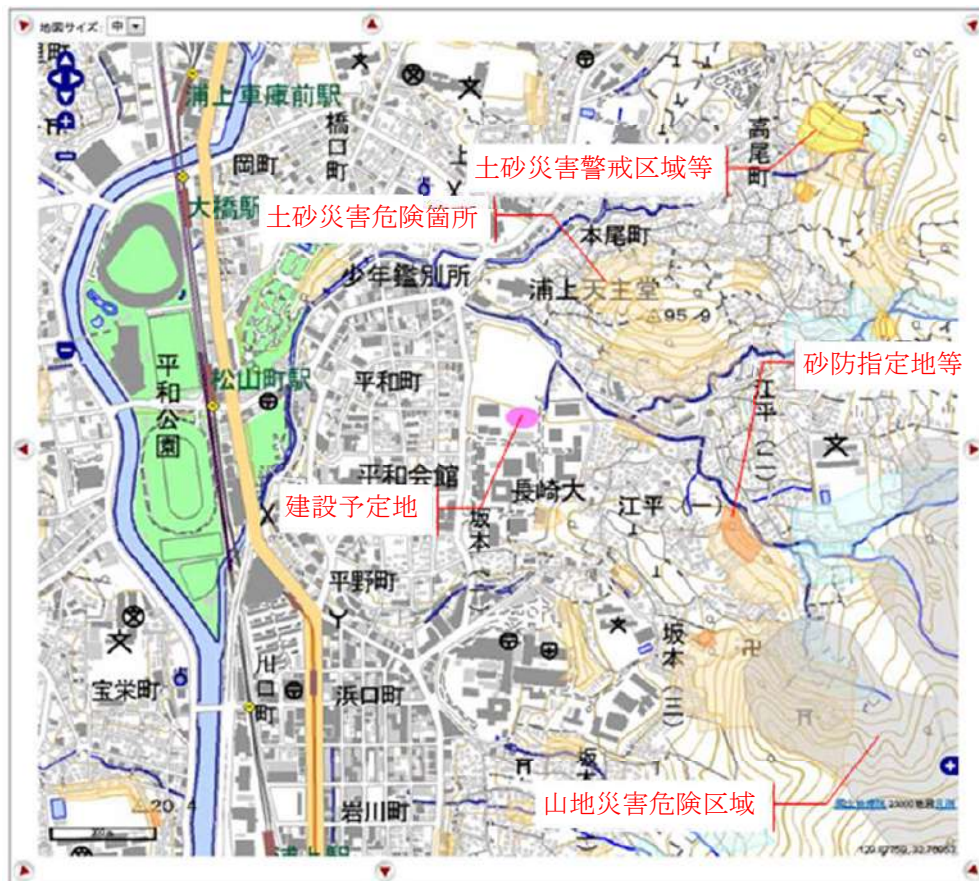 地図サイズ: 中
浦上車庫前駅
橋口町
高尾町
岡町
土砂災害警戒区域等
大橋駅
土砂災害危険箇所
本尾町
少年鑑別所
浦上天主堂
95.9
砂防指定地等
平和公園
松山町駅
平和町
江平(二)
平和会館
長崎大
建設予定地
江平(一)
坂本
平野町
坂本(三)
宝栄町
川口町
浜口町
山地災害危険区域
岩川町
20.4
浦上駅